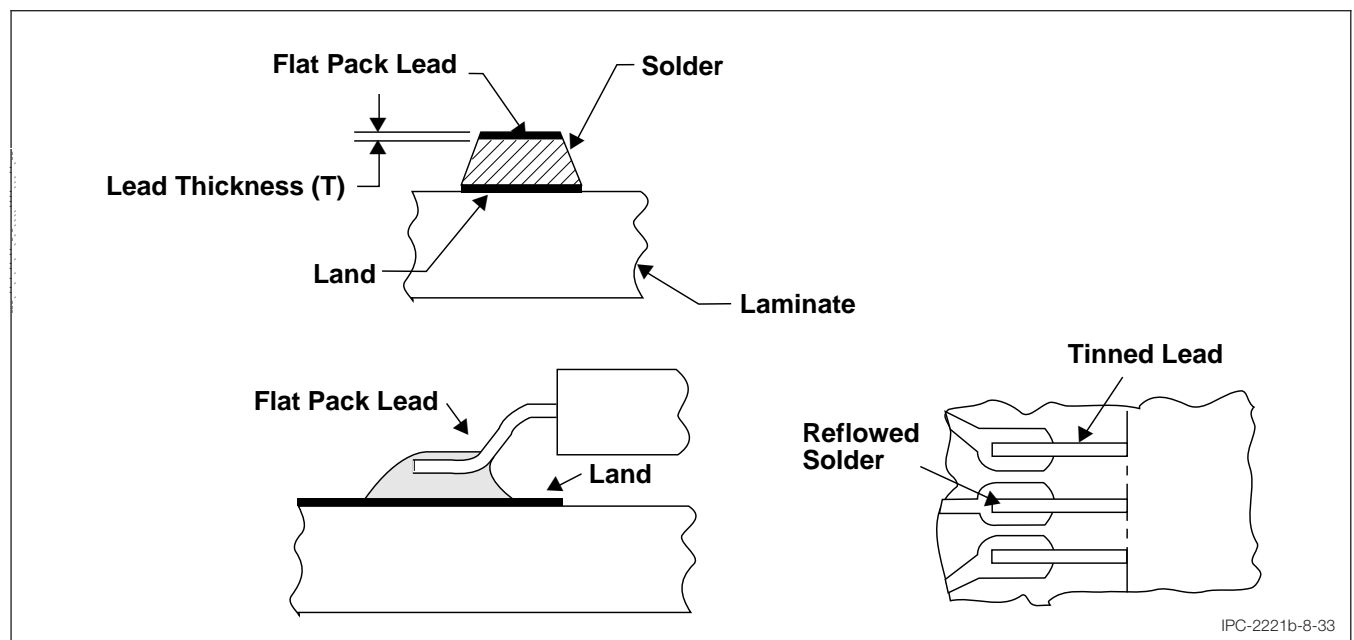 Flat Pack Lead
Solder
Lead Thickness (T)
Land
Laminate
Flat Pack Lead
Land
Tinned Lead
Reflowed
Solder
IPC-2221b-8-33